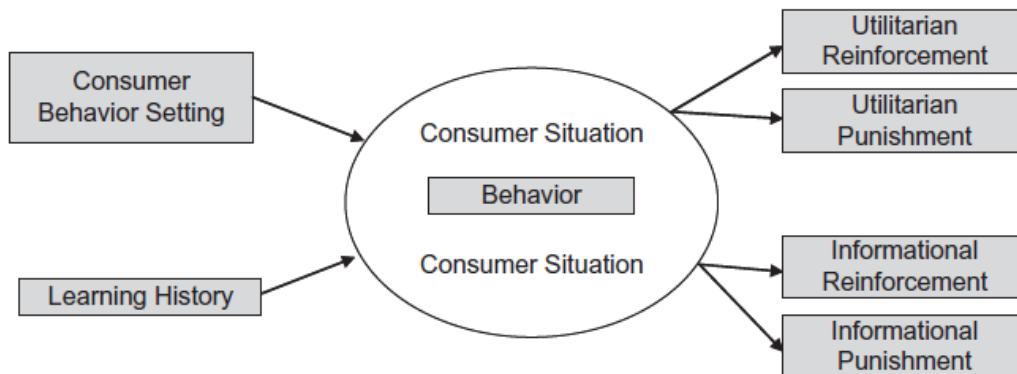 Consumer
Behavior Setting
Learning History
Consumer Situation
Behavior
Consumer Situation
Utilitarian
Reinforcement
Utilitarian
Punishment
Informational
Reinforcement
Informational
Punishment